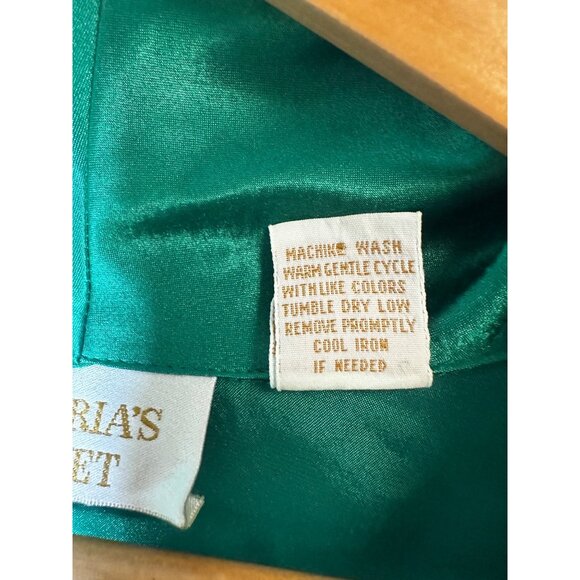 MACHINE WASH
WARM GENTLE CYCLE
WITH LIKE COLORS
TUMBLE DRY LOW
REMOVE PROMPTLY
COOL IRON
IF NEEDED
RIA'S
ET